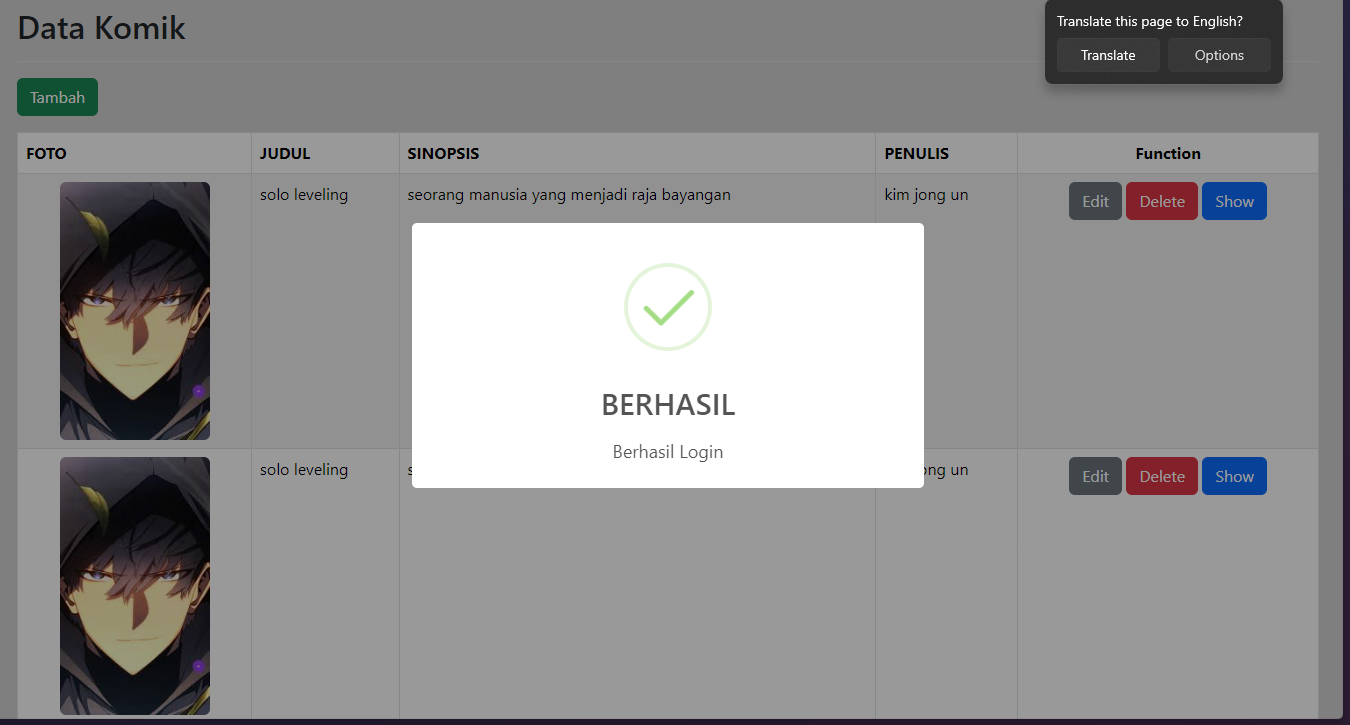 Data Komik
Translate this page to English?
Translate Options
Tambah
FOTO JUDUL SINOPSIS PENULIS Function
solo leveling seorang manusia yang menjadi raja bayangan kim jong un Edit Delete Show
BERHASIL
Berhasil Login
solo leveling ong un Edit Delete Show